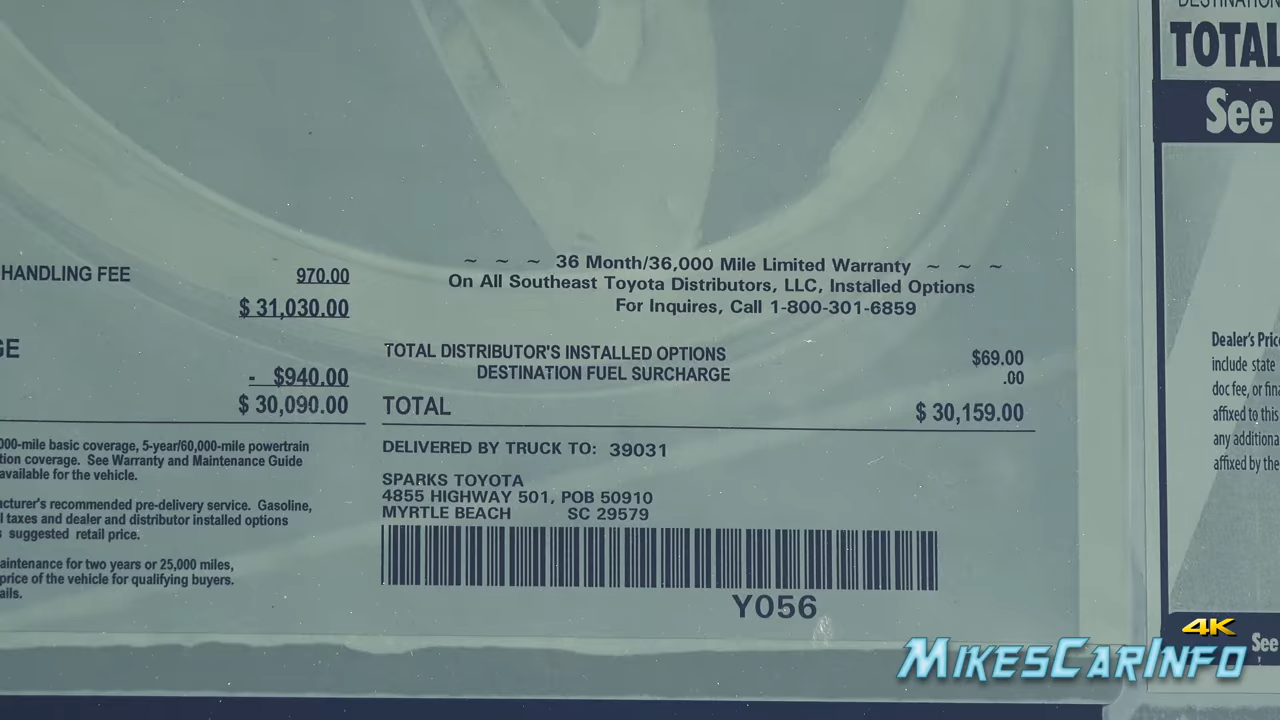 HANDLING FEE 970.00
$ 31,030.00
GE
- $940.00
$ 30,090.00
000-mile basic coverage, 5-year/60,000-mile powertrain
tion coverage. See Warranty and Maintenance Guide
available for the vehicle.
acturer's recommended pre-delivery service. Gasoline,
l taxes and dealer and distributor installed options
s suggested retail price.
aintenance for two years or 25,000 miles,
price of the vehicle for qualifying buyers.
ails.
~ ~ ~ 36 Month/36,000 Mile Limited Warranty ~ ~ ~
On All Southeast Toyota Distributors, LLC, Installed Options
For Inquires, Call 1-800-301-6859
TOTAL DISTRIBUTOR'S INSTALLED OPTIONS $69.00
DESTINATION FUEL SURCHARGE .00
TOTAL $ 30,159.00
DELIVERED BY TRUCK TO: 39031
SPARKS TOYOTA
4855 HIGHWAY 501, POB 50910
MYRTLE BEACH SC 29579
Y056
DESTINATION
TOTAL
See
Dealer's Pric
include state
doc fee, or fina
affixed to this
any additiona
affixed by the
See
4K
MIKESCARINFO